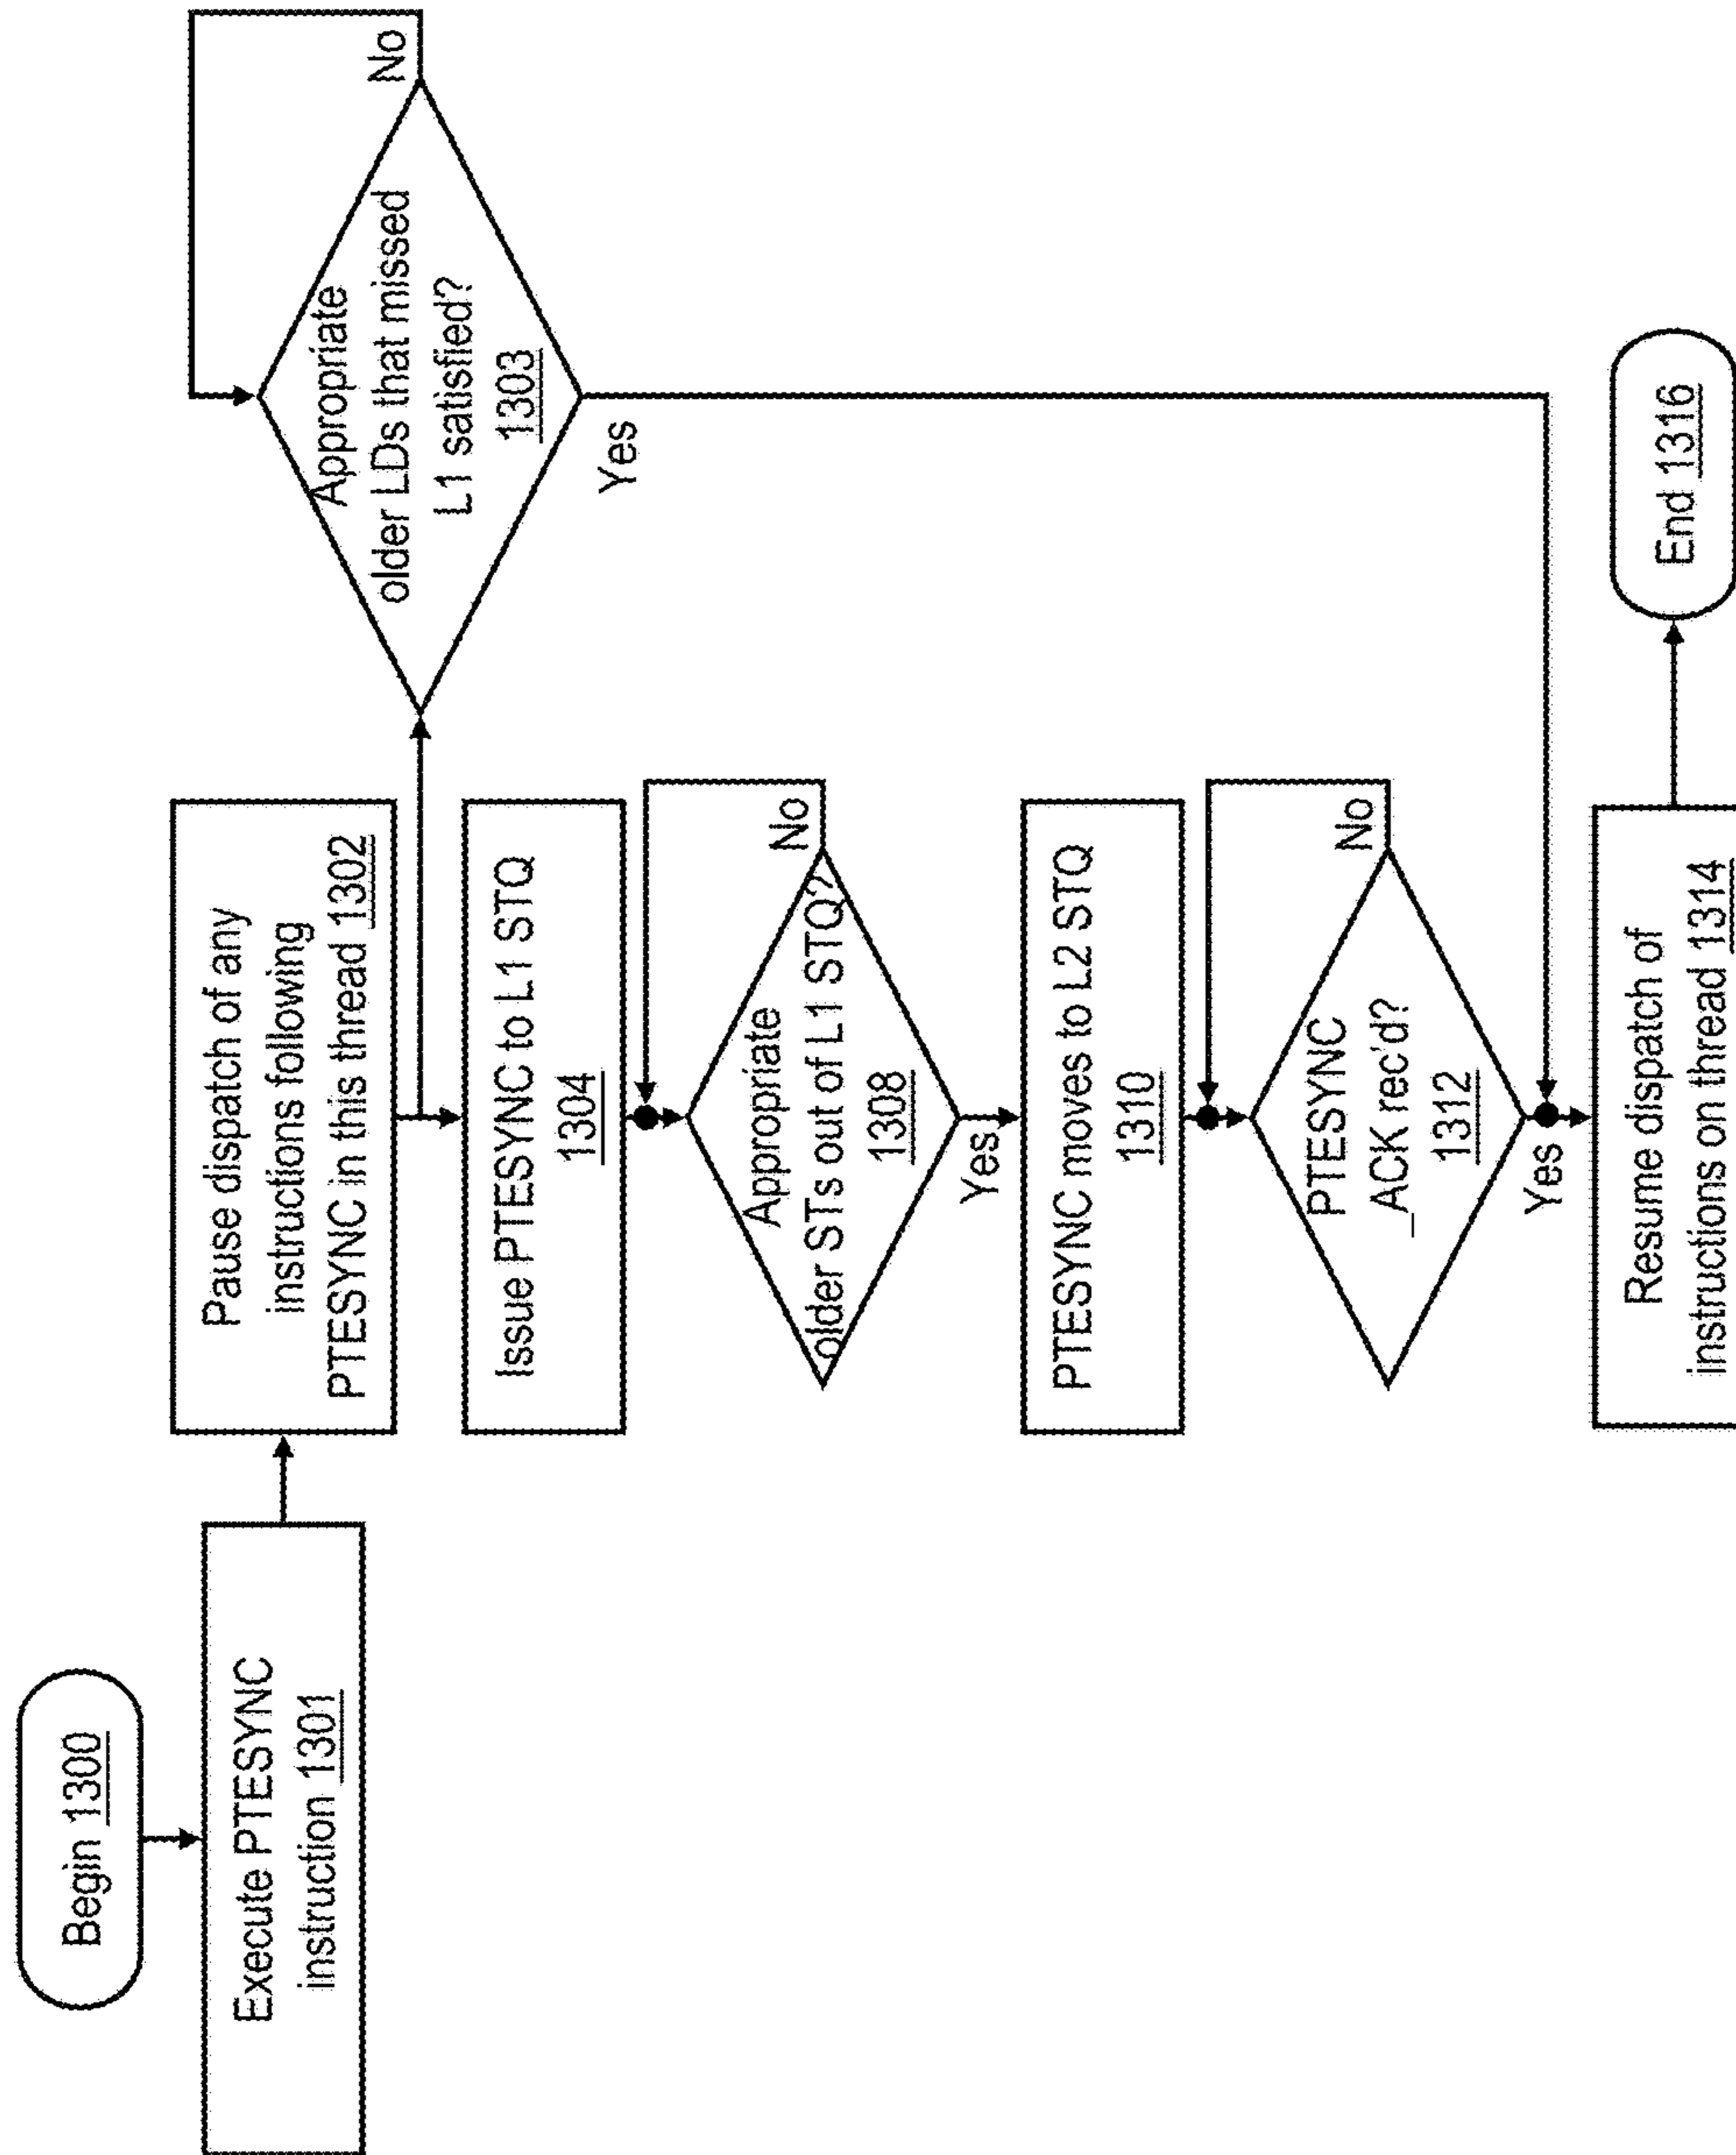 Begin 1300
Execute PTESYNC
instruction 1301
Pause dispatch of any
instructions following
PTESYNC in this thread 1302
Appropriate
older LDs that missed
L1 satisfied?
1303
No
Yes
Issue PTESYNC to L1 STQ
1304
Appropriate
older STs out of L1 STQ?
1308
No
Yes
PTESYNC moves to L2 STQ
1310
PTESYNC
_ACK rec'd?
1312
No
Yes
Resume dispatch of
instructions on thread 1314
End 1316